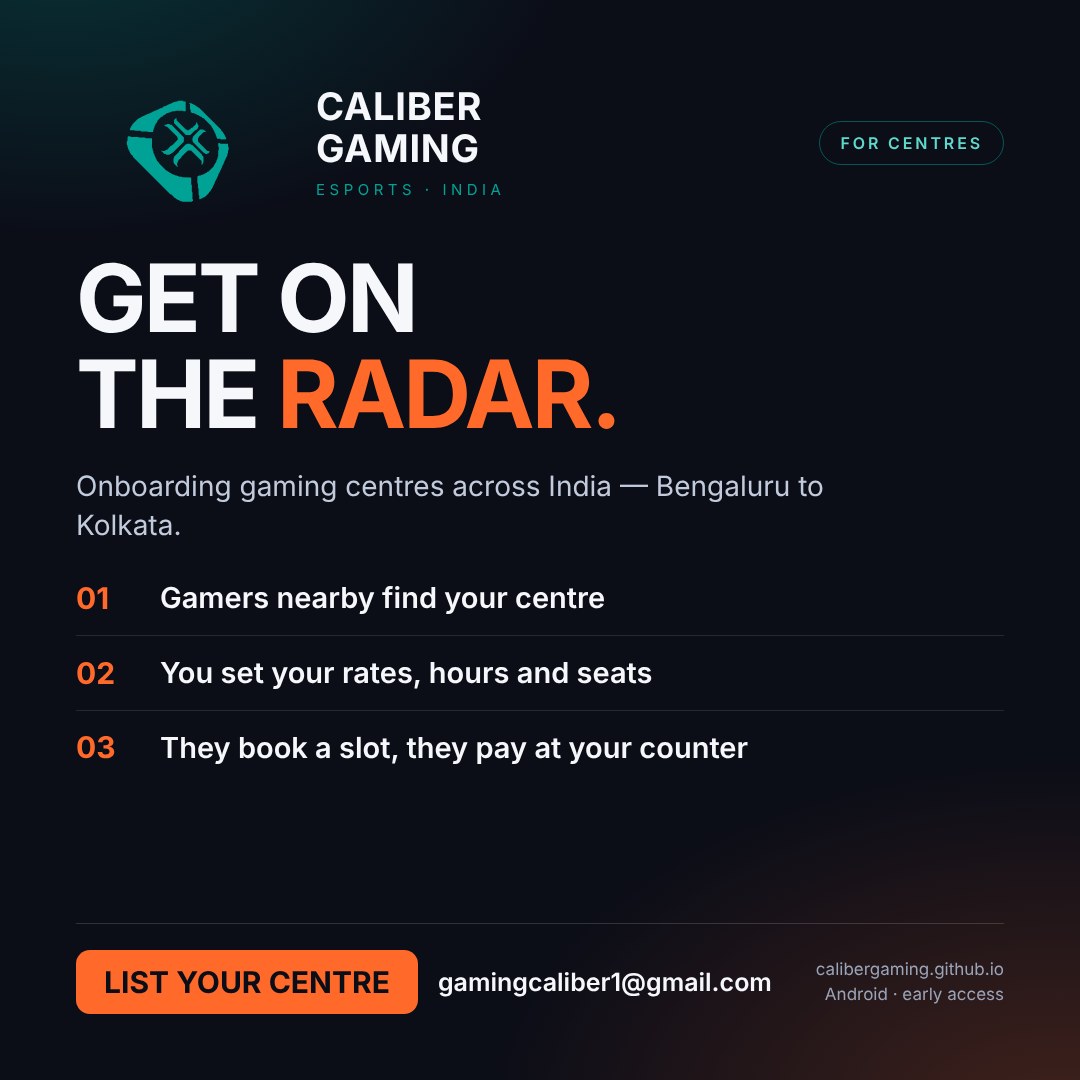 CALIBER
GAMING
ESPORTS · INDIA
FOR CENTRES
GET ON
THE RADAR.
Onboarding gaming centres across India — Bengaluru to
Kolkata.
01 Gamers nearby find your centre
02 You set your rates, hours and seats
03 They book a slot, they pay at your counter
LIST YOUR CENTRE
gamingcaliber1@gmail.com
calibergaming.github.io
Android · early access